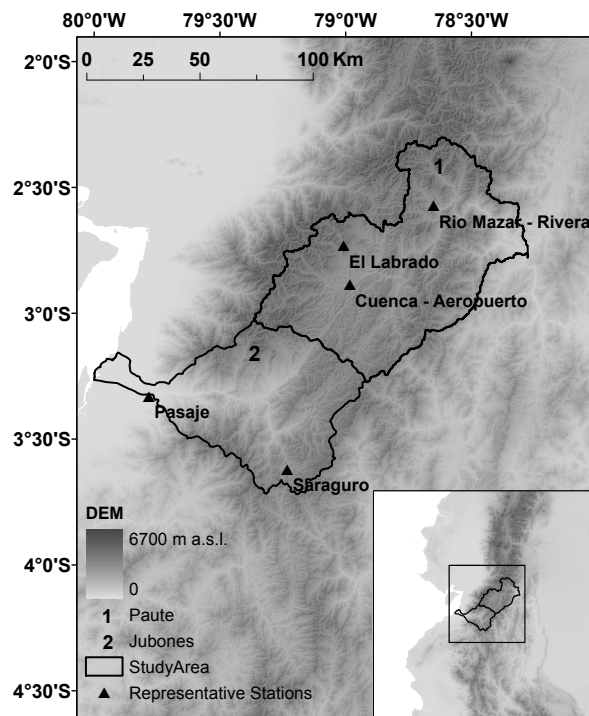 80°W 79°30'W 79°0'W 78°30'W
2°0'S
0 25 50 100 Km
2°30'S
1
Rio Mazar - Rivera
El Labrado
3°0'S
Cuenca - Aeropuerto
2
Pasaje
3°30'S
Saraguro
DEM
6700 m a.s.l.
0
4°0'S
1 Paute
2 Jubones
StudyArea
Representative Stations
4°30'S